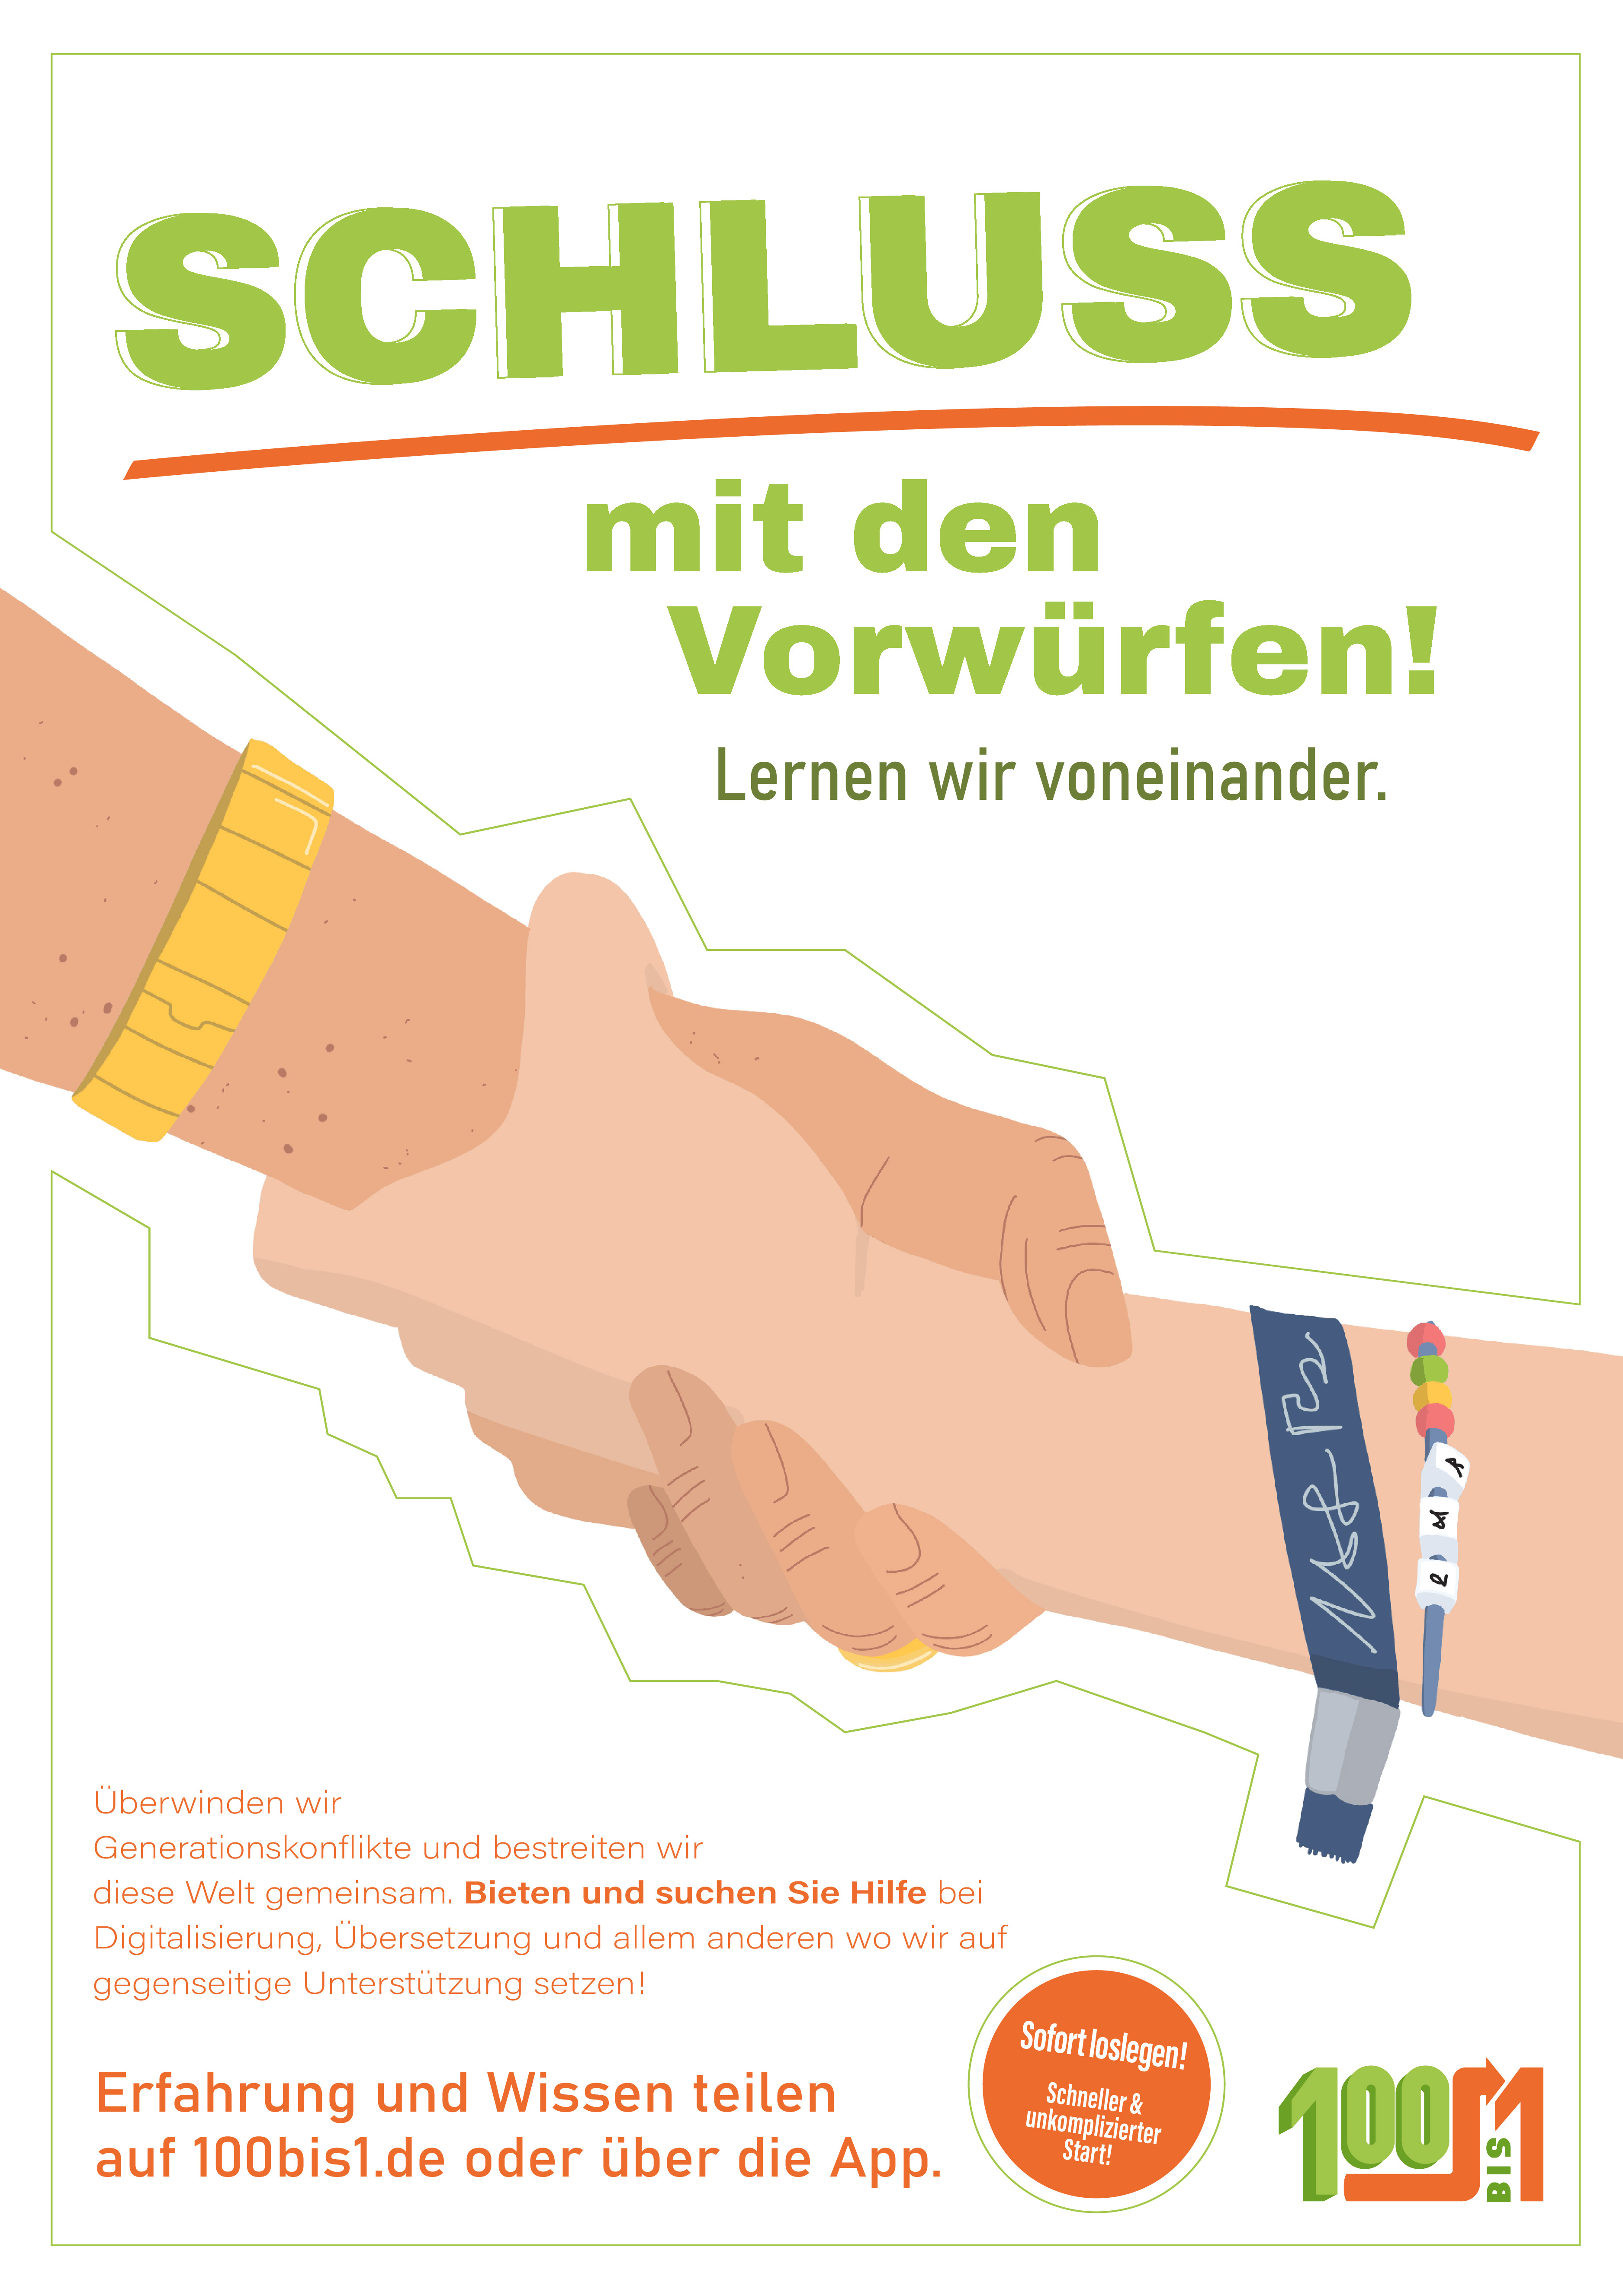 SCHLUSS
mit den
Vorwürfen!
Lernen wir voneinander.
Überwinden wir
Generationskonflikte und bestreiten wir
diese Welt gemeinsam. Bieten und suchen Sie Hilfe bei
Digitalisierung, Übersetzung und allem anderen wo wir auf
gegenseitige Unterstützung setzen!
Erfahrung und Wissen teilen
auf 100bis1.de oder über die App.
Sofort loslegen!
Schneller &
unkomplizierter
Start!
100 BIS 1